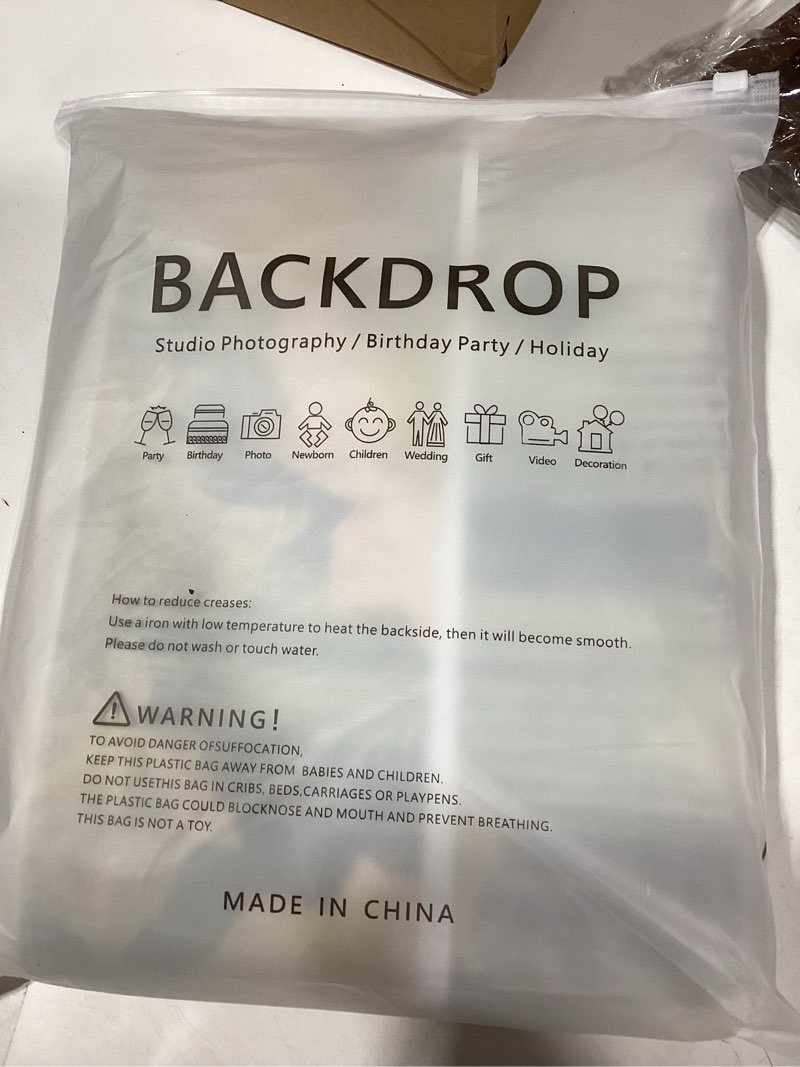 BACKDROP
Studio Photography / Birthday Party / Holiday
Party Birthday Photo Newborn Children Wedding Gift Video Decoration
How to reduce creases:
Use a iron with low temperature to heat the backside, then it will become smooth.
Please do not wash or touch water.
WARNING!
TO AVOID DANGER OFSUFFOCATION,
KEEP THIS PLASTIC BAG AWAY FROM BABIES AND CHILDREN.
DO NOT USETHIS BAG IN CRIBS, BEDS,CARRIAGES OR PLAYPENS.
THE PLASTIC BAG COULD BLOCKNOSE AND MOUTH AND PREVENT BREATHING.
THIS BAG IS NOT A TOY.
MADE IN CHINA